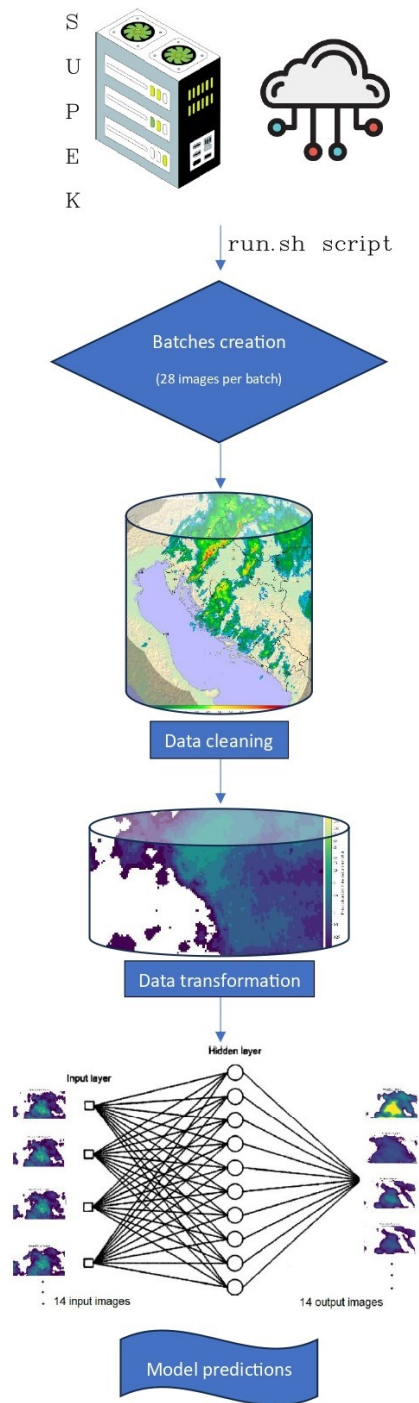 S
U
P
E
K
run.sh script
Batches creation
(28 images per batch)
Data cleaning
Data transformation
Hidden layer
Input layer
14 input images
14 output images
Model predictions